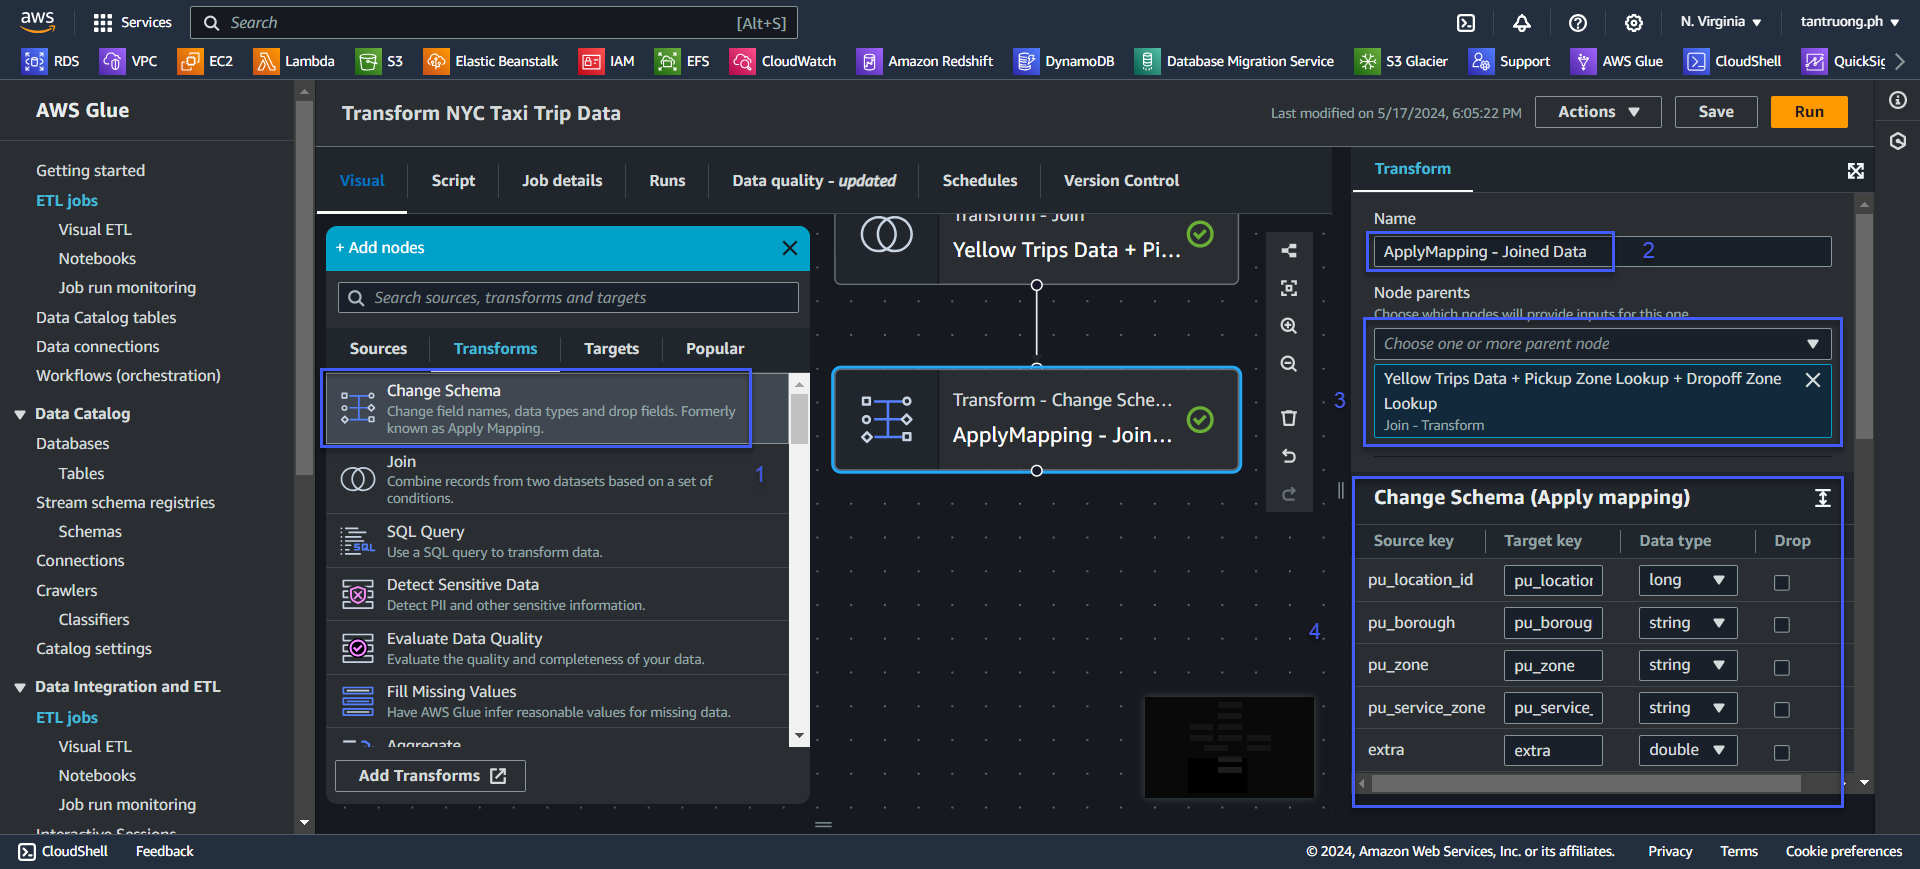 aws
Services
Search
[Alt+S]
N. Virginia
tantruong.ph
RDS
VPC
EC2
Lambda
S3
Elastic Beanstalk
IAM
EFS
CloudWatch
Amazon Redshift
DynamoDB
Database Migration Service
S3 Glacier
Support
AWS Glue
CloudShell
QuickSig
AWS Glue
Getting started
ETL jobs
Visual ETL
Notebooks
Job run monitoring
Data Catalog tables
Data connections
Workflows (orchestration)
Data Catalog
Databases
Tables
Stream schema registries
Schemas
Connections
Crawlers
Classifiers
Catalog settings
Data Integration and ETL
ETL jobs
Visual ETL
Notebooks
Job run monitoring
Interactive Sessions
Transform NYC Taxi Trip Data
Last modified on 5/17/2024, 6:05:22 PM
Actions
Save
Run
Visual
Script
Job details
Runs
Data quality - updated
Schedules
Version Control
+ Add nodes
Search sources, transforms and targets
Sources
Transforms
Targets
Popular
Change Schema
Change field names, data types and drop fields. Formerly
known as Apply Mapping.
1
Join
Combine records from two datasets based on a set of
conditions.
SQL Query
Use a SQL query to transform data.
Detect Sensitive Data
Detect PII and other sensitive information.
Evaluate Data Quality
Evaluate the quality and completeness of your data.
Fill Missing Values
Have AWS Glue infer reasonable values for missing data.
Aggregate
Add Transforms
Transform - Join
Yellow Trips Data + Pi...
Transform - Change Sche...
ApplyMapping - Join...
Transform
Name
ApplyMapping - Joined Data
2
Node parents
Choose which nodes will provide inputs for this one
Choose one or more parent node
Yellow Trips Data + Pickup Zone Lookup + Dropoff Zone
Lookup
Join - Transform
3
Change Schema (Apply mapping)
Source key
Target key
Data type
Drop
pu_location_id
pu_location
long
pu_borough
pu_boroug
string
4
pu_zone
pu_zone
string
pu_service_zone
pu_service_
string
extra
extra
double
CloudShell
Feedback
© 2024, Amazon Web Services, Inc. or its affiliates.
Privacy
Terms
Cookie preferences